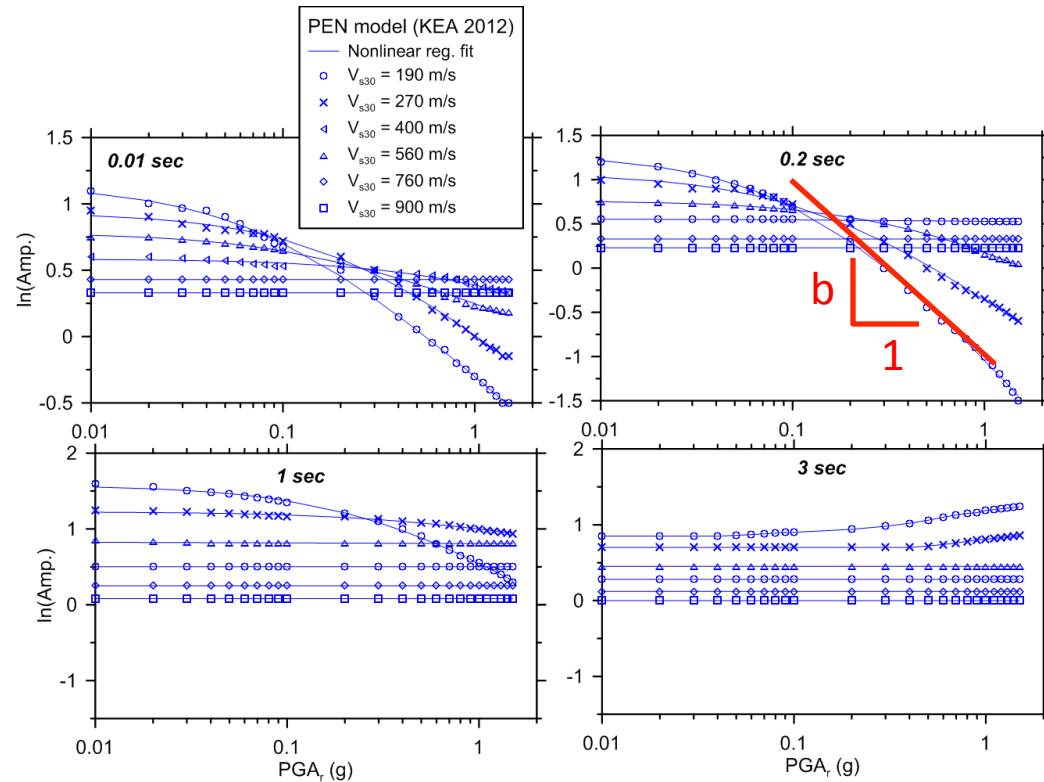 PEN model (KEA 2012)
Nonlinear reg. fit
Vs30 = 190 m/s
Vs30 = 270 m/s
Vs30 = 400 m/s
Vs30 = 560 m/s
Vs30 = 760 m/s
Vs30 = 900 m/s
0.01 sec
1.5
1
0.5
0
-0.5
ln(Amp.)
0.01
0.1
1
0.2 sec
1.5
1
0.5
0
-0.5
-1
-1.5
b
1
0.01
0.1
1
1 sec
2
1
0
-1
ln(Amp.)
0.01
0.1
1
PGAr (g)
3 sec
2
1
0
-1
0.01
0.1
1
PGAr (g)